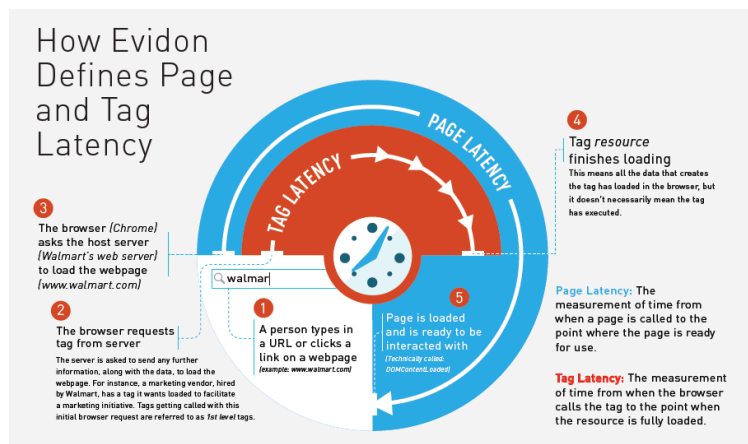 How Evidon
Defines Page
and Tag
Latency
PAGE LATENCY
TAG LATENCY
1
walmar
A person types in
a URL or clicks a
link on a webpage
(example: www.walmart.com)
2
The browser requests
tag from server
The server is asked to send any further
information, along with the data, to load the
webpage. For instance, a marketing vendor, hired
by Walmart, has a tag it wants loaded to facilitate
a marketing initiative. Tags getting called with this
initial browser request are referred to as 1st level tags.
3
The browser (Chrome)
asks the host server
(Walmart's web server)
to load the webpage
(www.walmart.com)
4
Tag resource
finishes loading
This means all the data that creates
the tag has loaded in the browser, but
it doesn't necessarily mean the tag
has executed.
5
Page is loaded
and is ready to be
interacted with
(Technically called:
DOMContentLoaded)
Page Latency: The
measurement of time from
when a page is called to the
point where the page is ready
for use.
Tag Latency: The measurement
of time from when the browser
calls the tag to the point when
the resource is fully loaded.